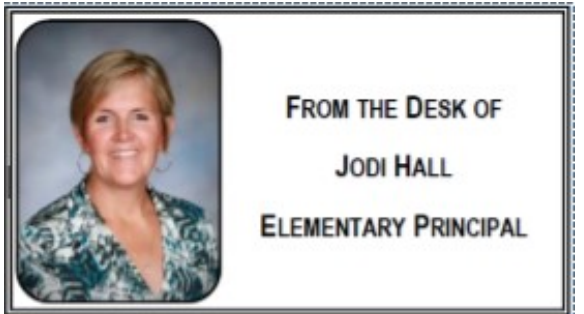 FROM THE DESK OF
JODI HALL
ELEMENTARY PRINCIPAL